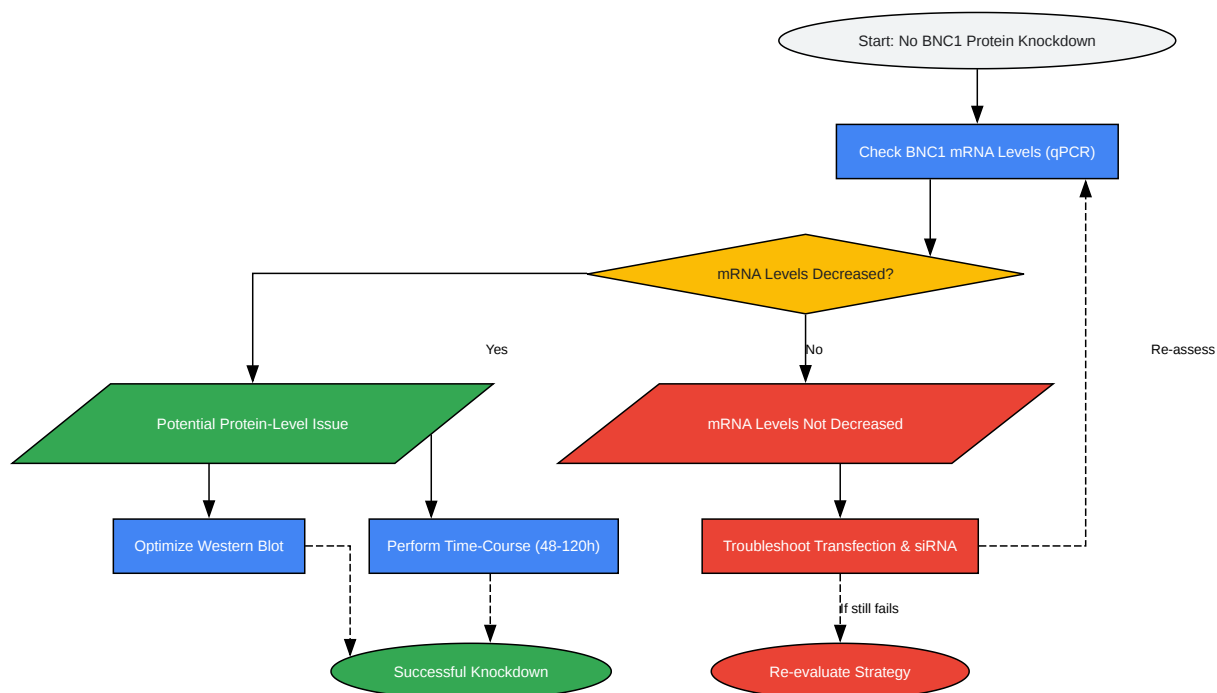 Start: No BNC1 Protein Knockdown
Check BNC1 mRNA Levels (qPCR)
mRNA Levels Decreased?
Yes
No
Re-assess
Potential Protein-Level Issue
mRNA Levels Not Decreased
Optimize Western Blot
Perform Time-Course (48-120h)
Troubleshoot Transfection & siRNA
If still fails
Successful Knockdown
Re-evaluate Strategy